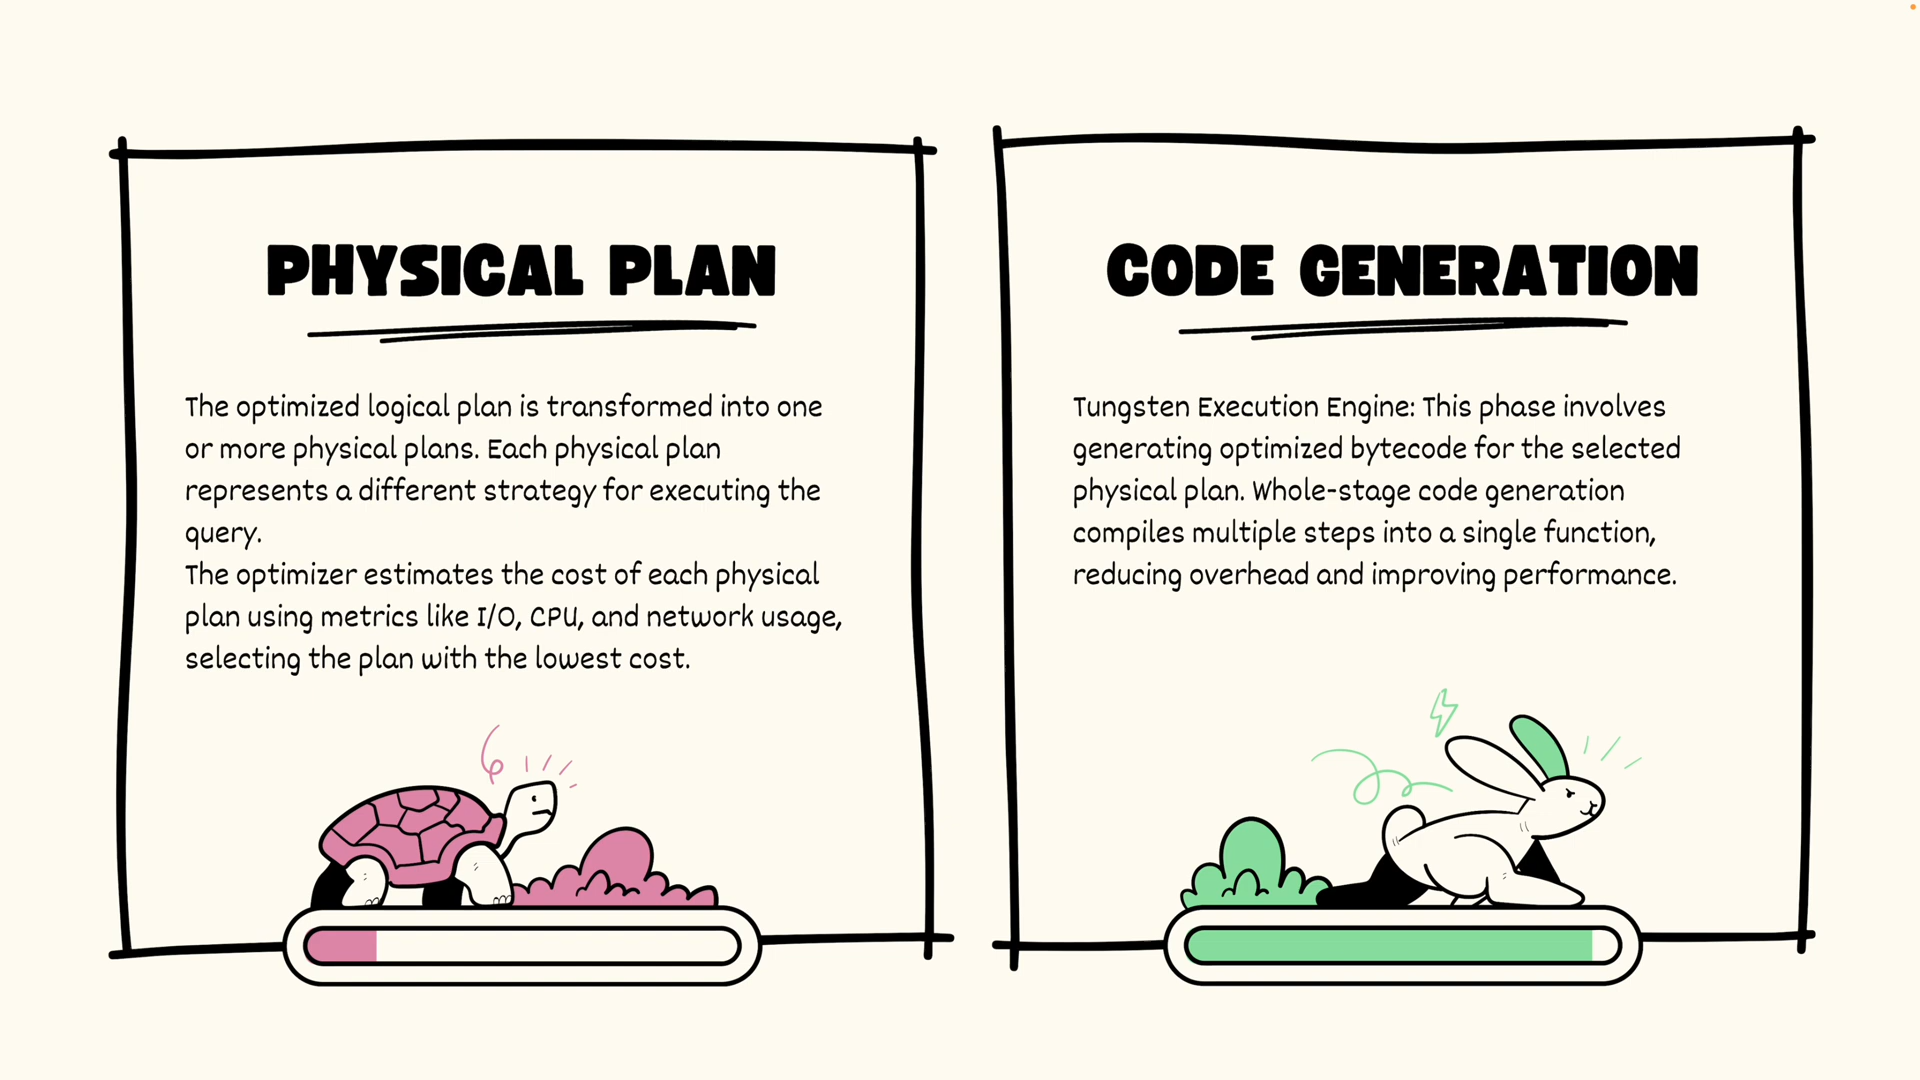 PHYSICAL PLAN
The optimized logical plan is transformed into one
or more physical plans. Each physical plan
represents a different strategy for executing the
query.
The optimizer estimates the cost of each physical
plan using metrics like I/O, CPU, and network usage,
selecting the plan with the lowest cost.
CODE GENERATION
Tungsten Execution Engine: This phase involves
generating optimized bytecode for the selected
physical plan. Whole-stage code generation
compiles multiple steps into a single function,
reducing overhead and improving performance.